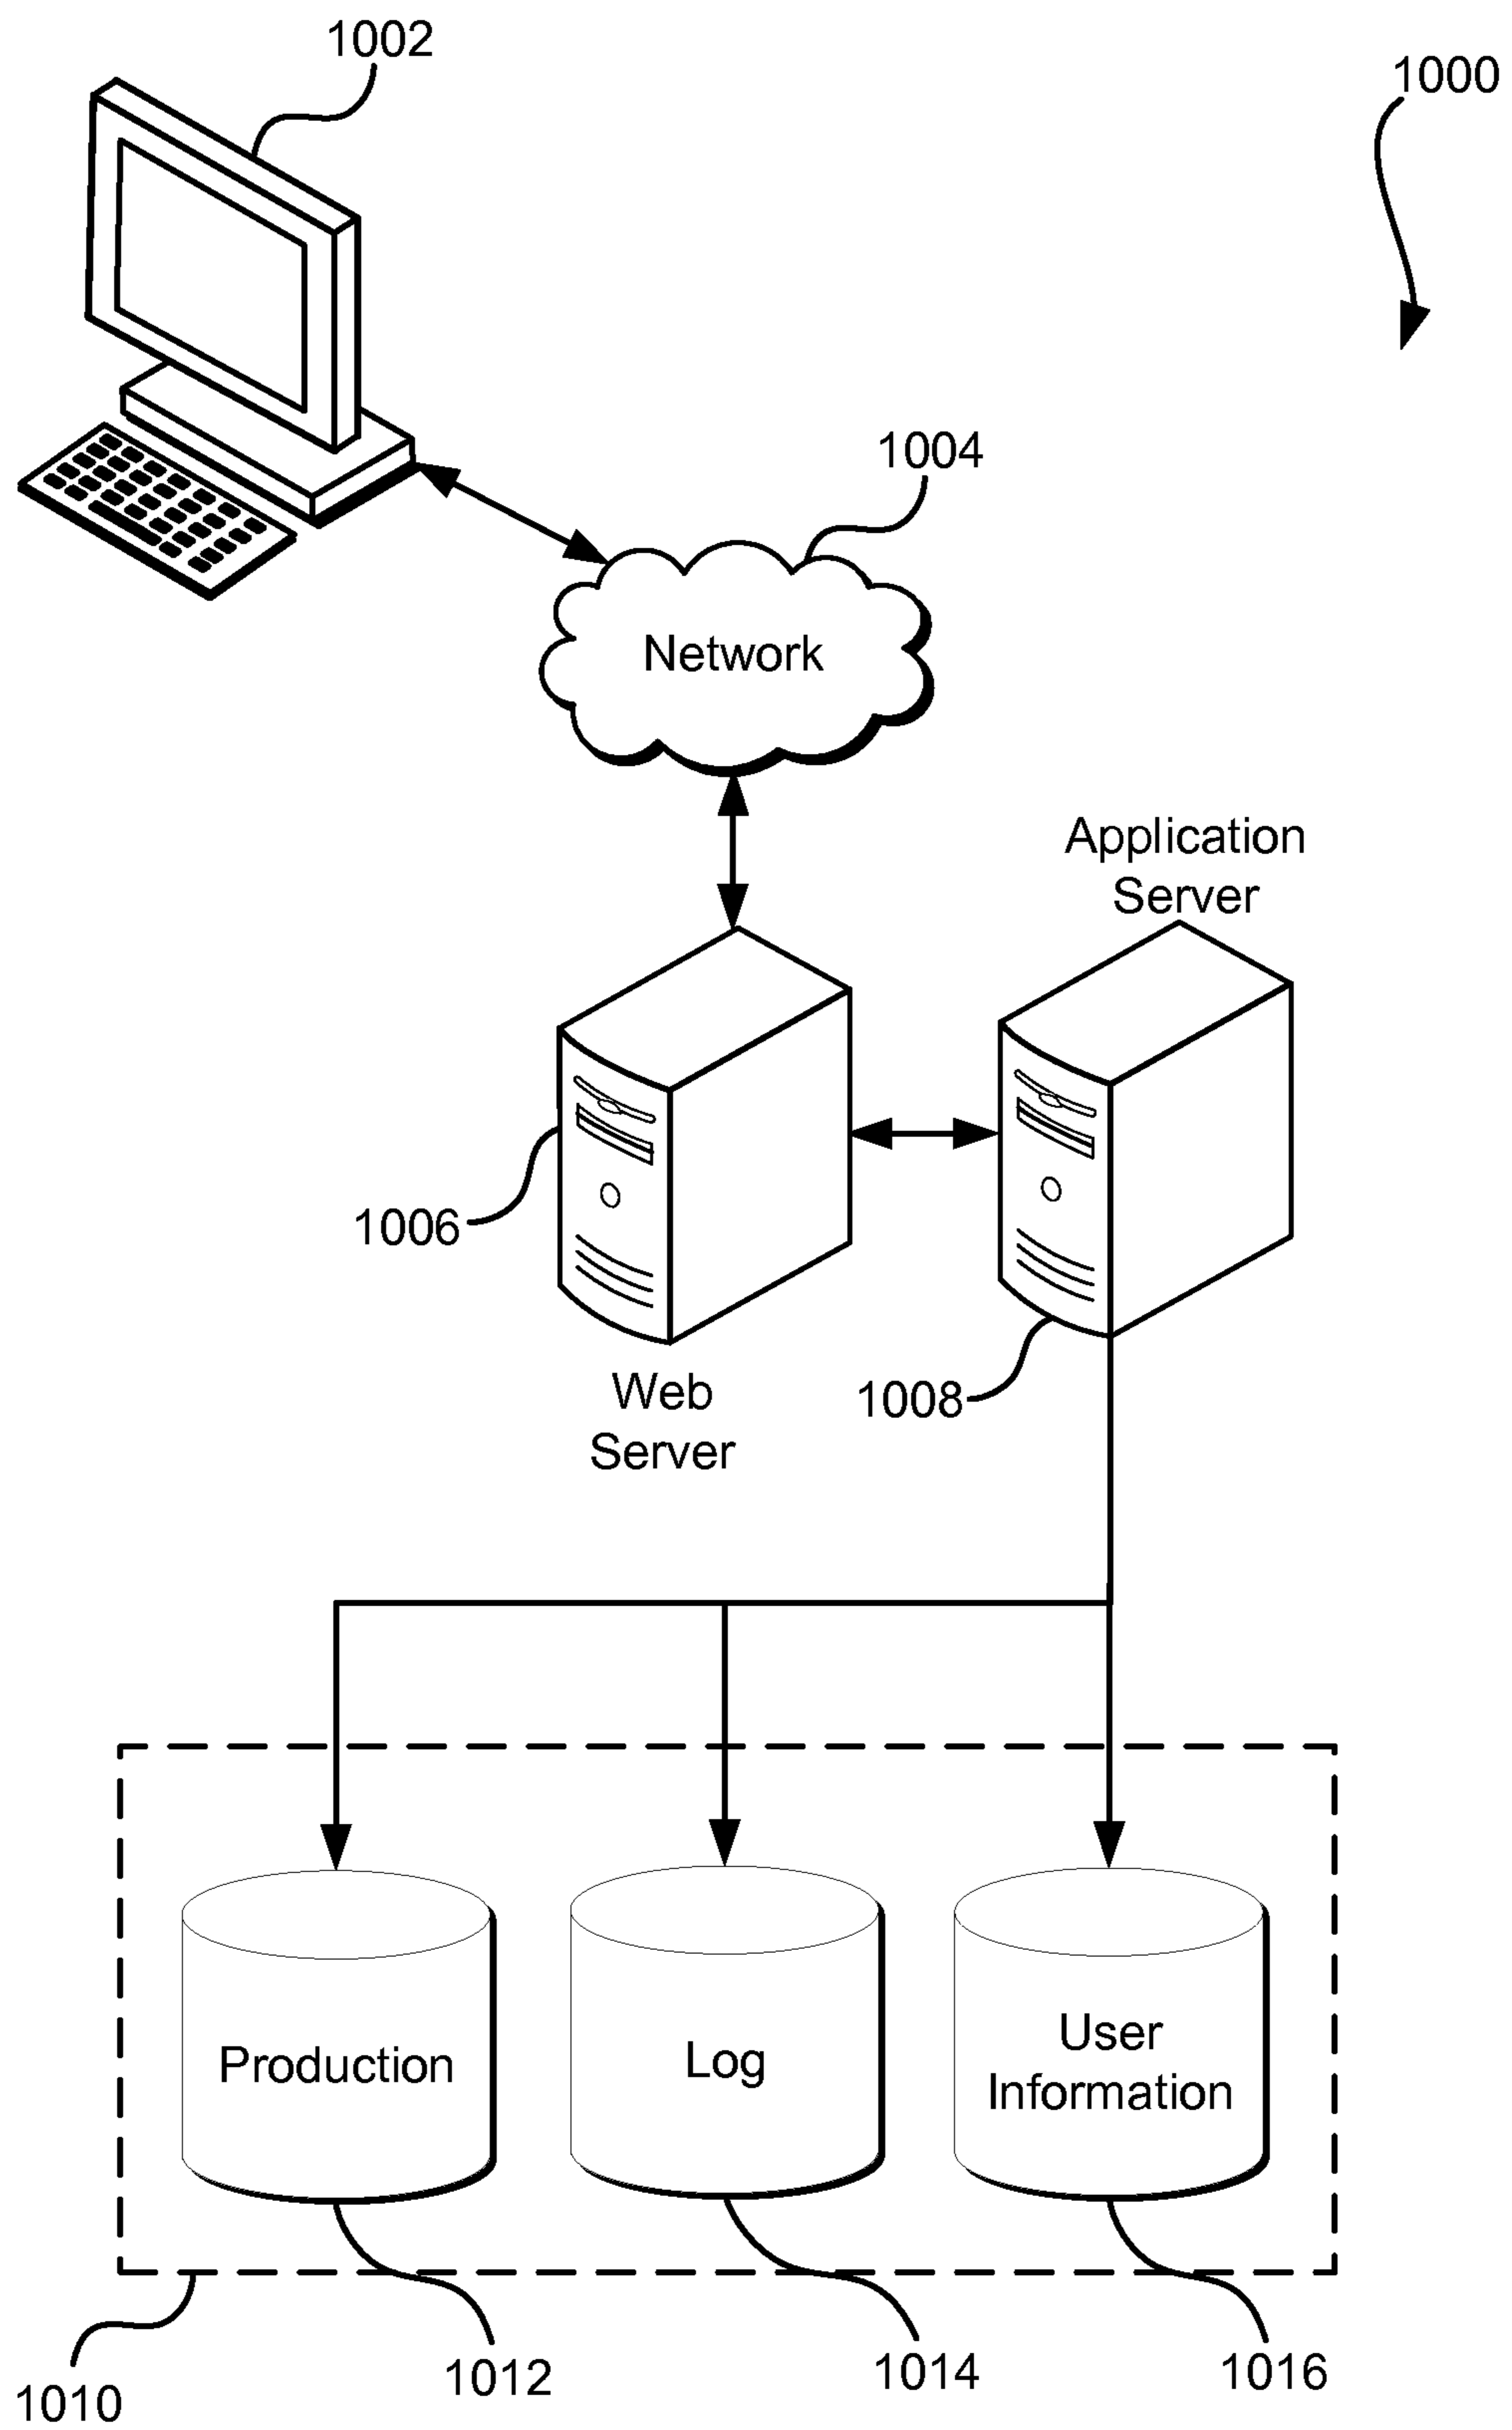 1002
1000
1004
Network
Application
Server
1006
Web
Server
1008
Production
Log
User
Information
1010
1012
1014
1016